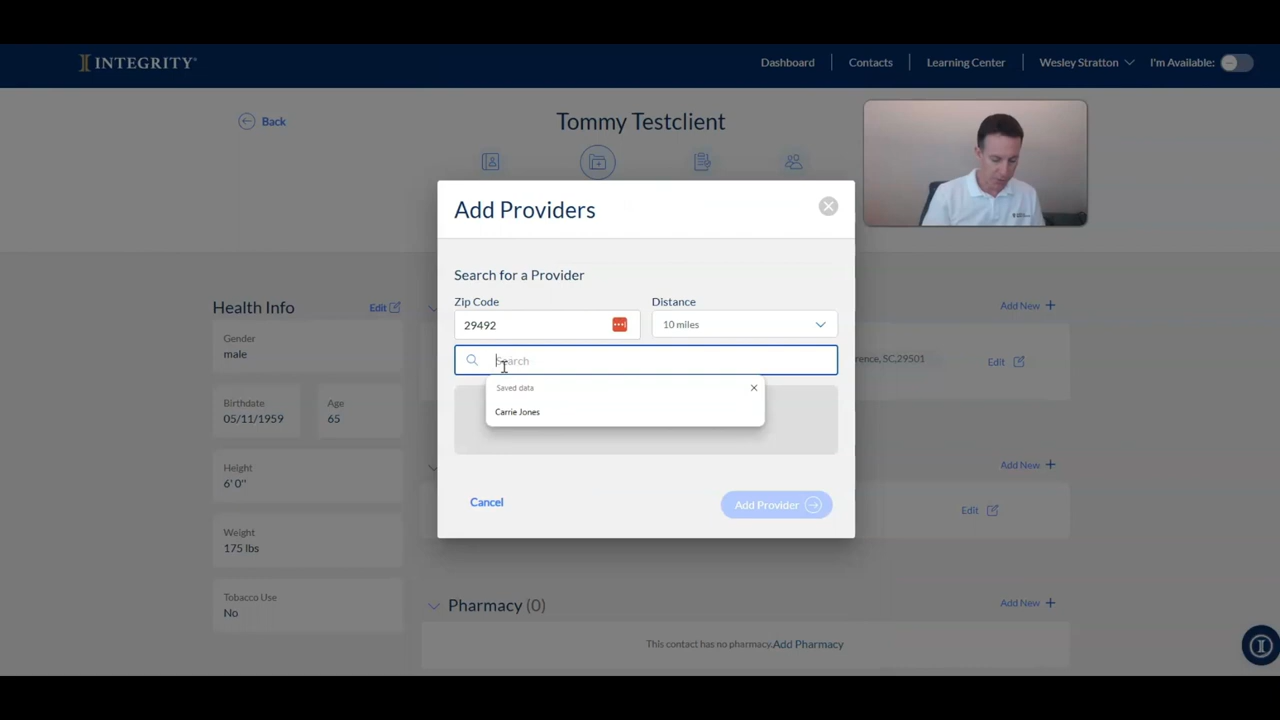 INTEGRITY
Dashboard
Contacts
Learning Center
Wesley Stratton
I'm Available:
Back
Tommy Testclient
Add Providers
Search for a Provider
Zip Code
Distance
29492
10 miles
Search
Saved data
Carrie Jones
Cancel
Add Provider
Health Info
Edit
Gender
male
Birthdate
05/11/1959
Age
65
Height
6' 0''
Weight
175 lbs
Tobacco Use
No
Add New +
SC,29501
Edit
Add New +
Edit
Pharmacy (0)
Add New +
This contact has no pharmacy.Add Pharmacy